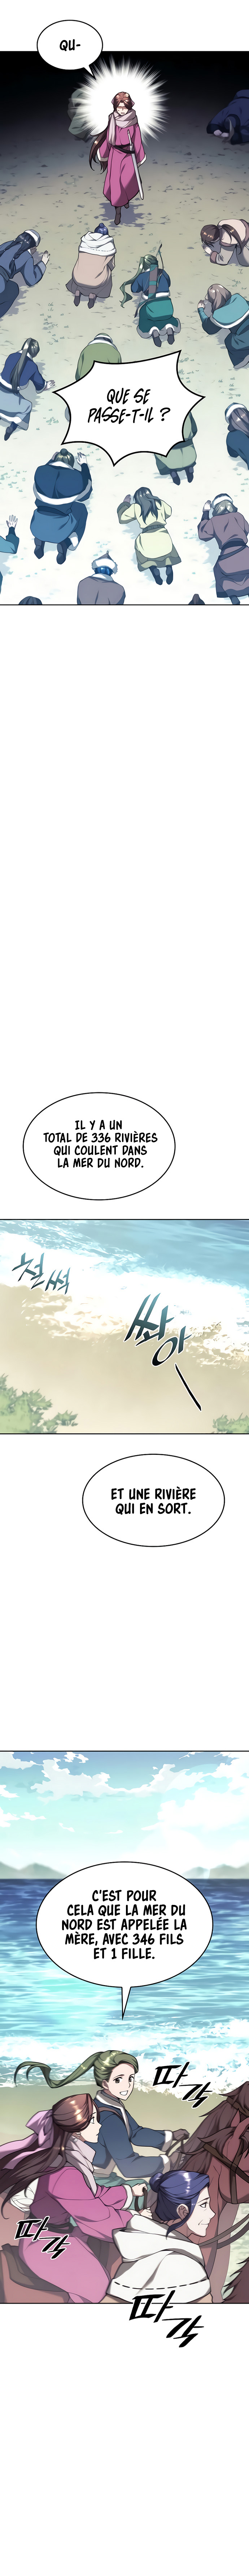 QU-
QUE SE
PASSE-T-IL ?
IL Y A UN
TOTAL DE 336 RIVIÈRES
QUI COULENT DANS
LA MER DU NORD.
철썩
쏴아
ET UNE RIVIÈRE
QUI EN SORT.
C'EST POUR
CELA QUE LA MER DU
NORD EST APPELÉE LA
MÈRE, AVEC 346 FILS
ET 1 FILLE.
따각
따각
따각